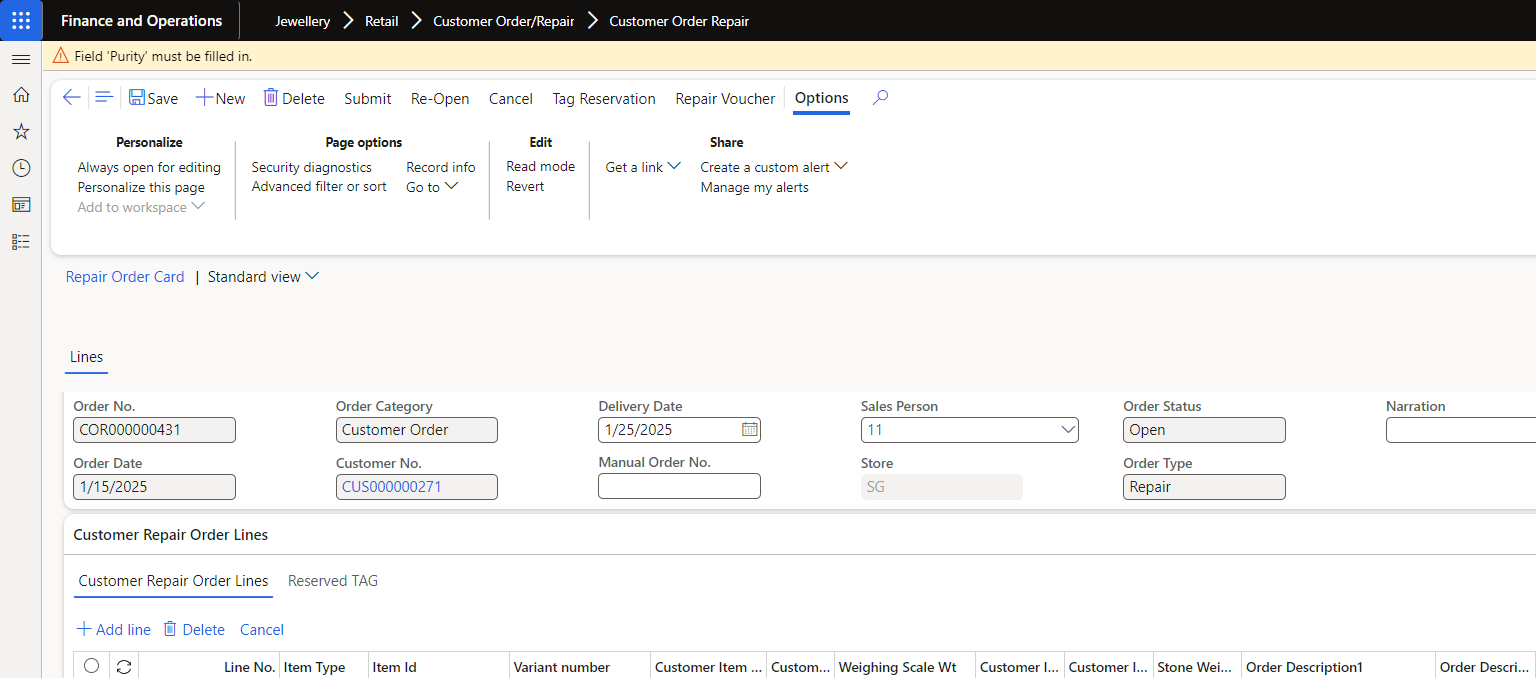 Finance and Operations
Jewellery > Retail > Customer Order/Repair > Customer Order Repair
Field 'Purity' must be filled in.
Save New Delete Submit Re-Open Cancel Tag Reservation Repair Voucher Options
Personalize Page options Edit Share
Always open for editing Security diagnostics Record info Read mode Get a link Create a custom alert
Personalize this page Advanced filter or sort Go to Revert Manage my alerts
Add to workspace
Repair Order Card | Standard view
Lines
Order No. Order Category Delivery Date Sales Person Order Status Narration
COR000000431 Customer Order 1/25/2025 11 Open
Order Date Customer No. Manual Order No. Store Order Type
1/15/2025 CUS000000271 SG Repair
Customer Repair Order Lines
Customer Repair Order Lines Reserved TAG
Add line Delete Cancel
Line No. Item Type Item Id Variant number Customer Item ... Custom... Weighing Scale Wt Customer I... Customer I... Stone Wei... Order Description1 Order Descri...